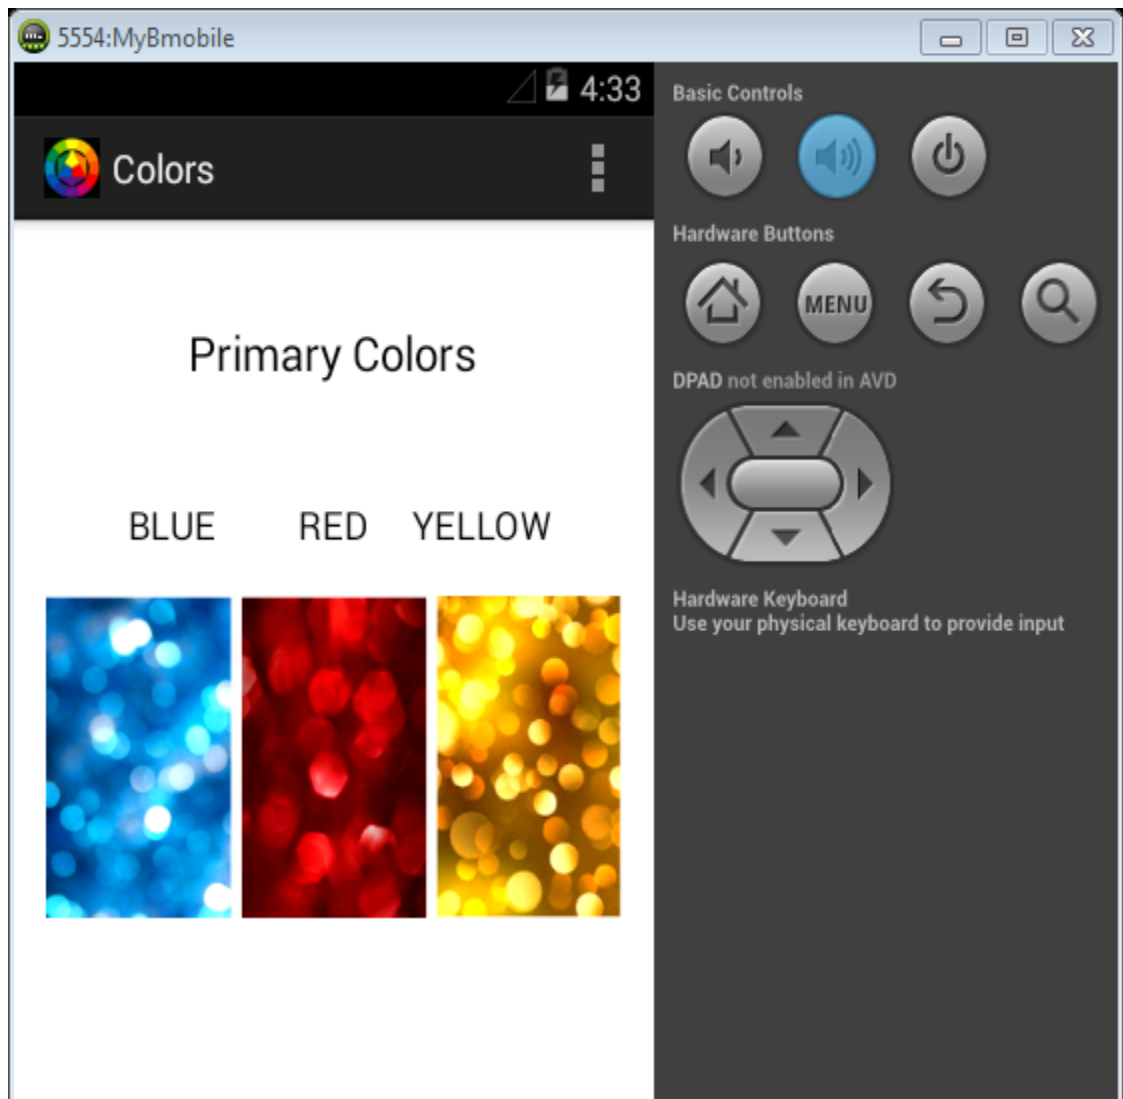 5554:MyBmobile
4:33
Colors
Primary Colors
BLUE RED YELLOW
Basic Controls
Hardware Buttons
MENU
DPAD not enabled in AVD
Hardware Keyboard
Use your physical keyboard to provide input